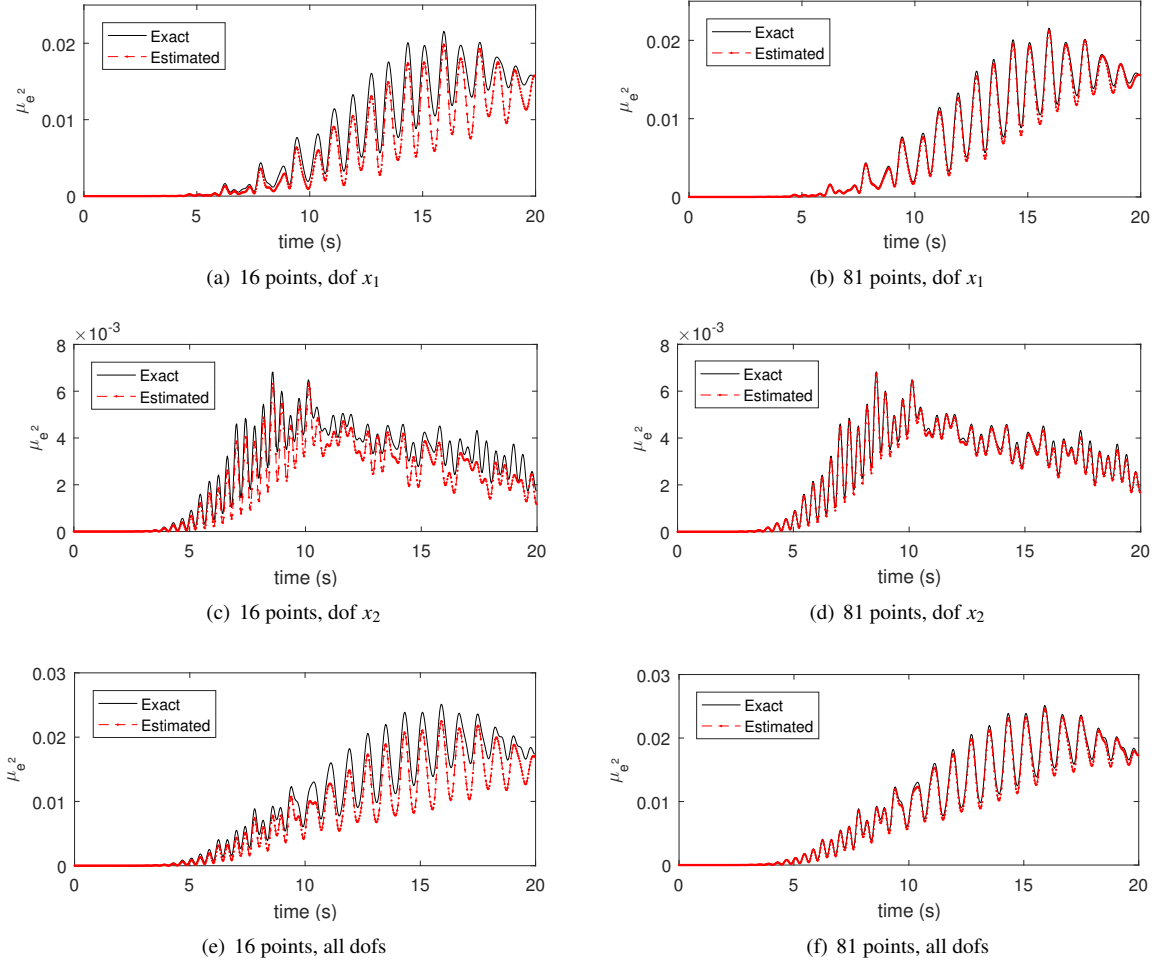 0.02
0.01
0
μe²
Exact
Estimated
0 5 10 15 20
time (s)
(a) 16 points, dof x₁
0.02
0.01
0
μe²
Exact
Estimated
0 5 10 15 20
time (s)
(b) 81 points, dof x₁
×10⁻³
8
6
4
2
0
μe²
Exact
Estimated
0 5 10 15 20
time (s)
(c) 16 points, dof x₂
×10⁻³
8
6
4
2
0
μe²
Exact
Estimated
0 5 10 15 20
time (s)
(d) 81 points, dof x₂
0.03
0.02
0.01
0
μe²
Exact
Estimated
0 5 10 15 20
time (s)
(e) 16 points, all dofs
0.03
0.02
0.01
0
μe²
Exact
Estimated
0 5 10 15 20
time (s)
(f) 81 points, all dofs